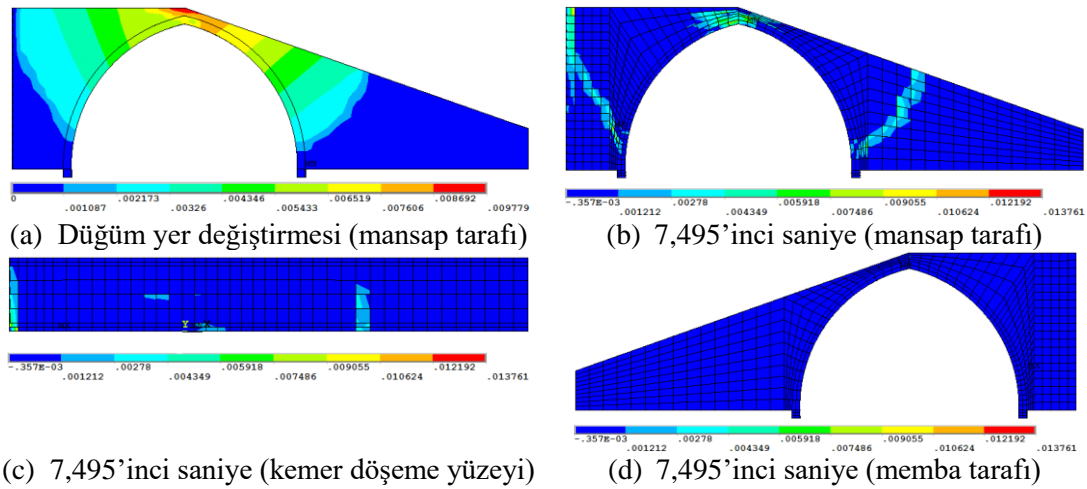 0 .002173 .004346 .006519 .008692
.001087 .00326 .005433 .007606 .009779
(a) Düğüm yer değiştirmesi (mansap tarafı)
-.357E-03 .00278 .005918 .009055 .012192
.001212 .004349 .007486 .010624 .013761
(b) 7,495’inci saniye (mansap tarafı)
Y
-.357E-03 .00278 .005918 .009055 .012192
.001212 .004349 .007486 .010624 .013761
(c) 7,495’inci saniye (kemer döşeme yüzeyi)
-.357E-03 .00278 .005918 .009055 .012192
.001212 .004349 .007486 .010624 .013761
(d) 7,495’inci saniye (memba tarafı)